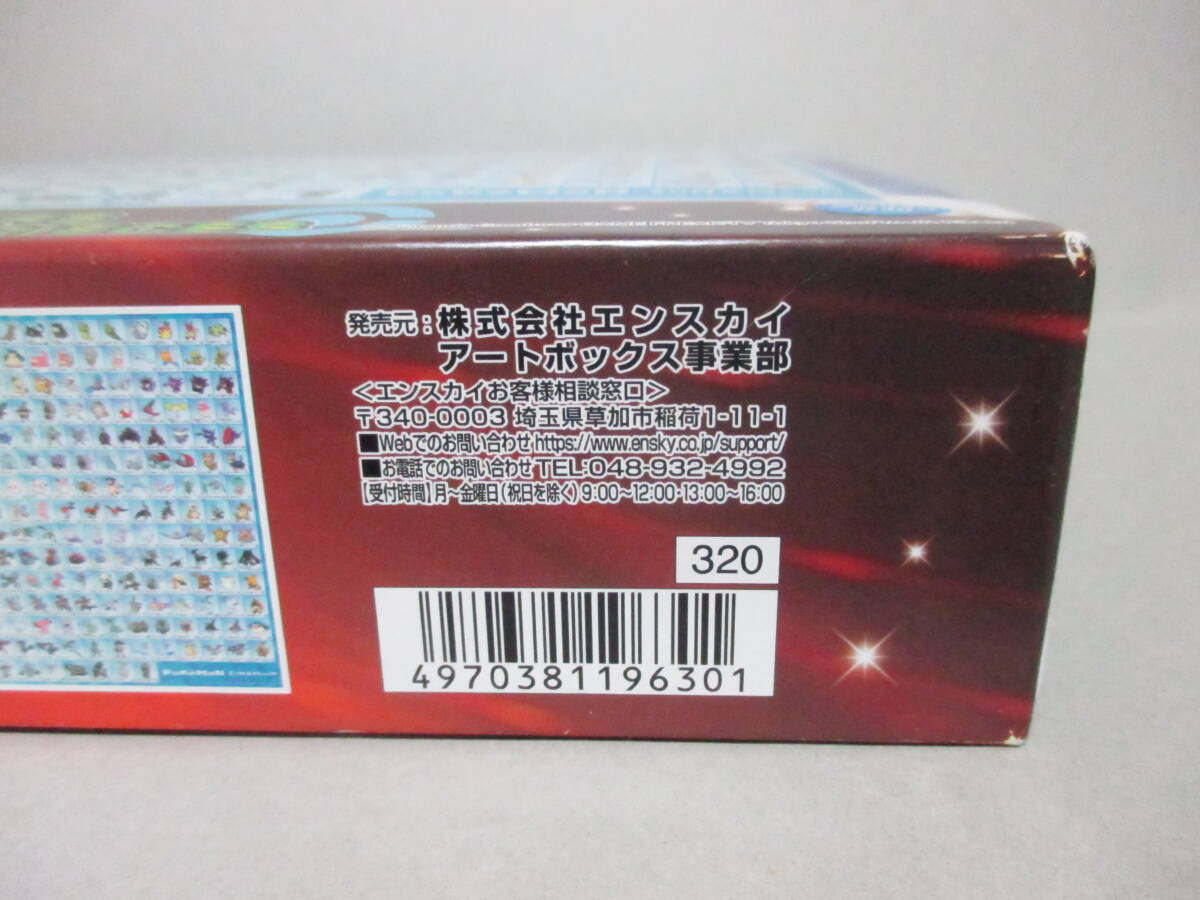 発売元:株式会社エンスカイ
アートボックス事業部
<エンスカイお客様相談窓口>
〒340-0003 埼玉県草加市稲荷1-11-1
■Webでのお問い合わせ https://www.ensky.co.jp/support/
■お電話でのお問い合わせ TEL:048-932-4992
【受付時間】月~金曜日(祝日を除く) 9:00~12:00・13:00~16:00
320
4970381196301